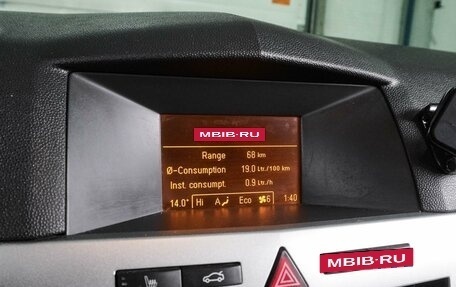 MBIB-RU
Range 68 km
Ø-Consumption 19.0 Ltr./100 km
Inst. consumpt. 0.9 Ltr./h
14.0° Hi A Eco 6 1:40
MBIB-RU